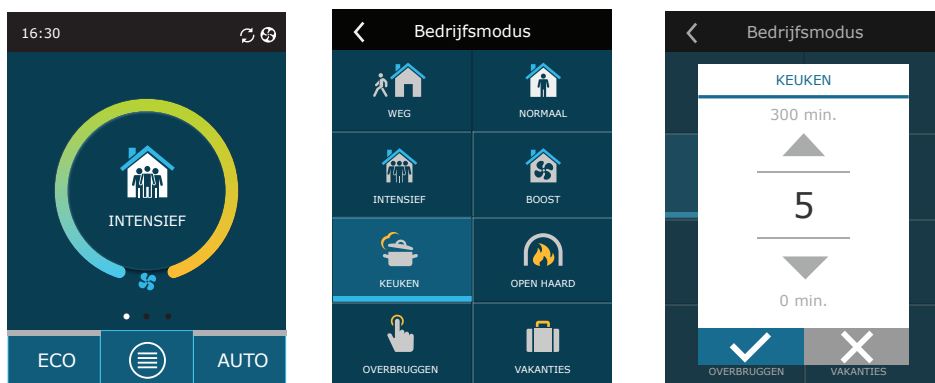 16:30
INTENSIEF
ECO
AUTO
Bedrijfsmodus
WEG
NORMAAL
INTENSIEF
BOOST
KEUKEN
OPEN HAARD
OVERBRUGGEN
VAKANTIES
Bedrijfsmodus
KEUKEN
300 min.
5
0 min.
OVERBRUGGEN
VAKANTIES